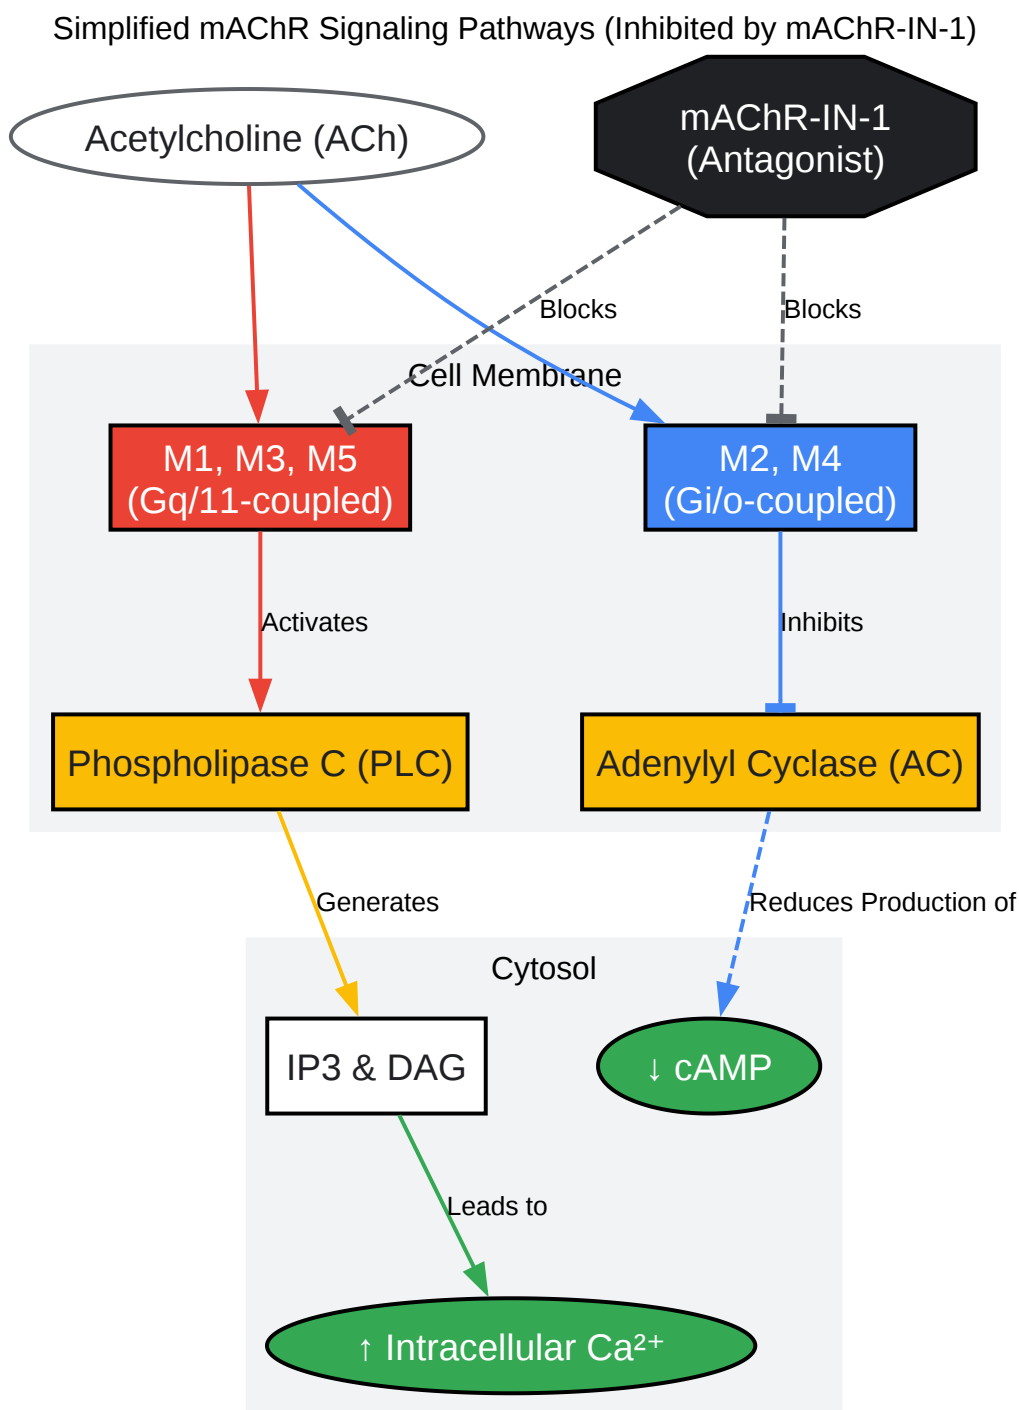 Simplified mAChR Signaling Pathways (Inhibited by mAChR-IN-1)
Acetylcholine (ACh)
mAChR-IN-1
(Antagonist)
Blocks
Blocks
Cell Membrane
M1, M3, M5
(Gq/11-coupled)
M2, M4
(Gi/o-coupled)
Activates
Inhibits
Phospholipase C (PLC)
Adenylyl Cyclase (AC)
Generates
Reduces Production of
Cytosol
IP3 & DAG
↓ cAMP
Leads to
↑ Intracellular Ca²⁺